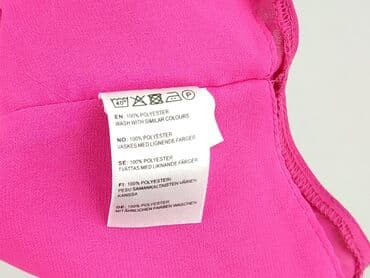 40°
EN: 100% POLYESTER
WASH WITH SIMILAR COLOURS
NO: 100% POLYESTER
VASKES MED LIGNENDE FARGER
SE: 100% POLYESTER
TVÄTTAS MED LIKNANDE FÄRGER
FI: 100% POLYESTERI
PESU SAMANKALTAISTEN VÄRIEN
KANSSA
100% POLYESTER
MIT ÄHNLICHEN FARBEN WASCHEN